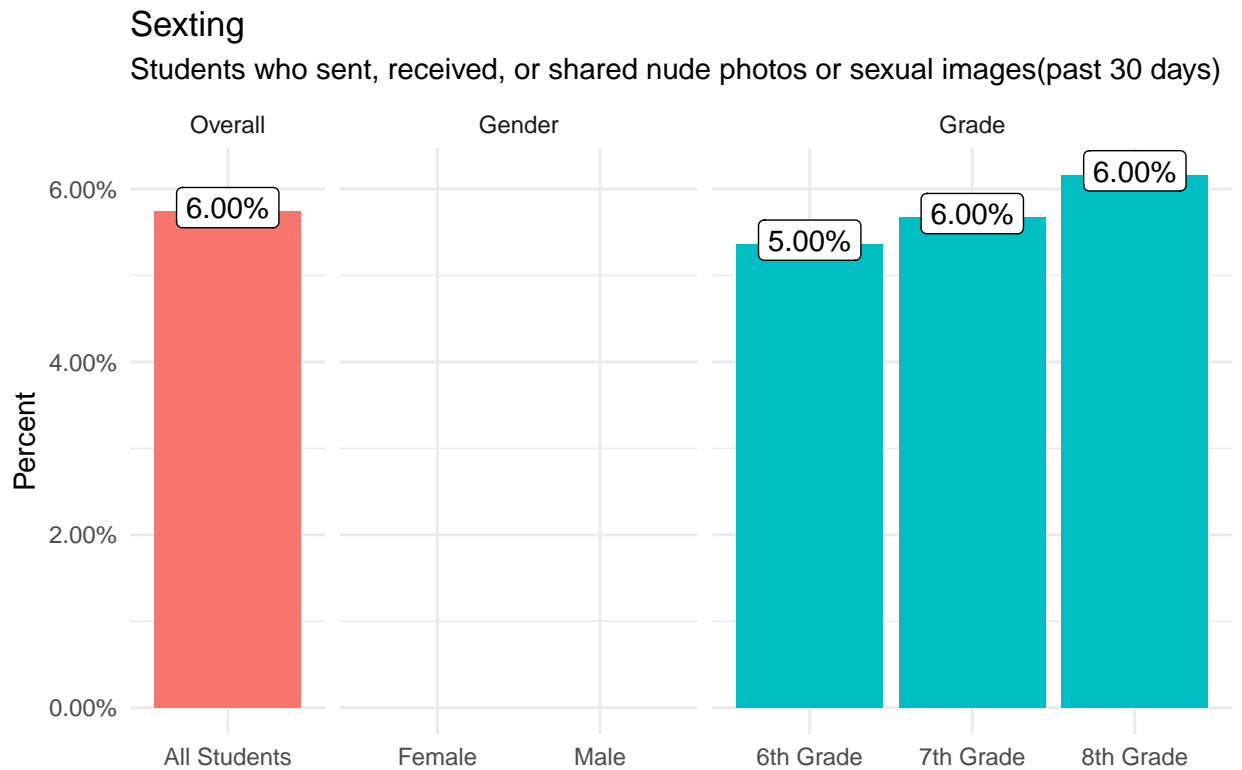 Sexting
Students who sent, received, or shared nude photos or sexual images(past 30 days)
Overall
Gender
Grade
6.00%
4.00%
2.00%
0.00%
Percent
6.00%
5.00%
6.00%
6.00%
All Students
Female
Male
6th Grade
7th Grade
8th Grade